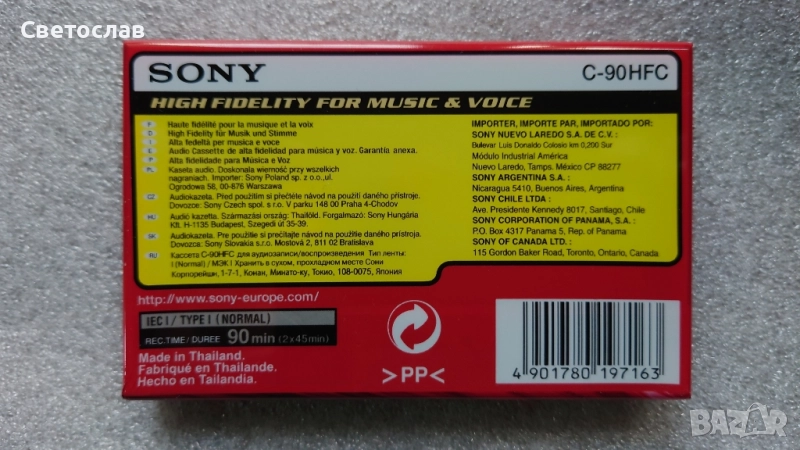 Светослав
SONY
C-90HFC
HIGH FIDELITY FOR MUSIC & VOICE
F Haute fidélité pour la musique et la voix
D High Fidelity für Musik und Stimme
I Alta fedeltà per musica e voce
E Audio Cassette de alta fidelidad para música y voz. Garantía anexa.
P Alta fidelidade para Música e Voz
PL Kaseta audio. Doskonała wierność przy wszelkich
nagraniach. Importer: Sony Poland sp. z o.o.,ul.
Ogrodowa 58, 00-876 Warszawa
CZ Audiokazeta. Před použitím si přečtěte návod na použití daného přístroje.
Dovozce: Sony Czech spol. s r.o. V parku 148 00 Praha 4-Chodov
HU Audió kazetta. Származási ország: Thaiföld. Forgalmazó: Sony Hungária
Kft. H-1135 Budapest, Szegedi út 35-39.
SK Audiokazeta. Pre použitie si prečítajte návod na použitie daného prístroja.
Dovozca: Sony Slovakia s.r.o. Mostová 2, 811 02 Bratislava
RU Кассета C-90HFC для аудиозаписи/воспроизведения Тип ленты:
I (Normal) / МЭК I Хранить в сухом, прохладном месте Сони
Корпорейшн, 1-7-1, Конан, Минато-ку, Токио, 108-0075, Япония
IMPORTER, IMPORTE PAR, IMPORTADO POR:
SONY NUEVO LAREDO S.A. DE C.V. :
Bulevar Luis Donaldo Colosio km 0,200 Sur
Módulo Industrial América
Nuevo Laredo, Tamps. México CP 88277
SONY ARGENTINA S.A. :
Nicaragua 5410, Buenos Aires, Argentina
SONY CHILE LTDA :
Ave. Presidente Kennedy 8017, Santiago, Chile
SONY CORPORATION OF PANAMA, S.A. :
P.O. Box 4317 Panama 5, Rep. of Panama
SONY OF CANADA LTD. :
115 Gordon Baker Road, Toronto, Ontario, Canada
http://www.sony-europe.com/
IEC I / TYPE I (NORMAL)
REC.TIME/DUREE 90 min (2x45min)
Made in Thailand.
Fabriqué en Thaïlande.
Hecho en Tailandia.
>PP<
4 901780 197163
BAZAR